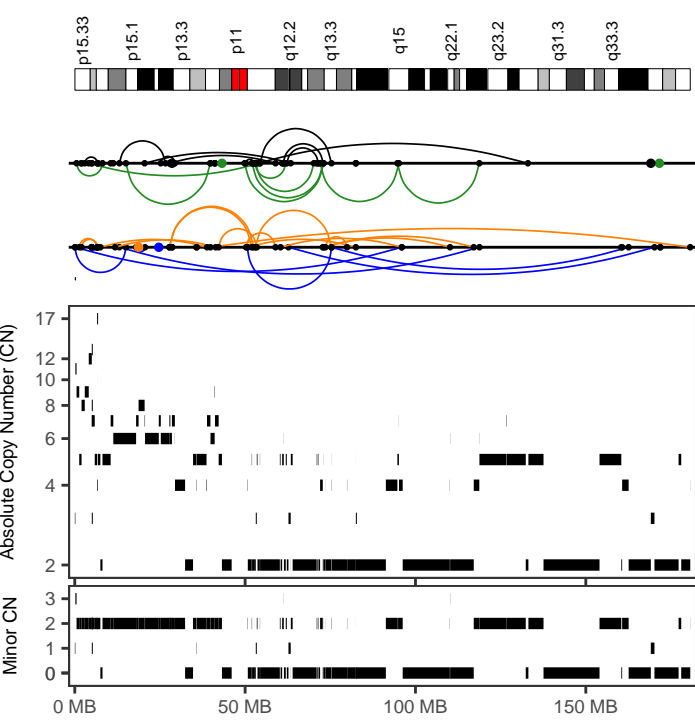 p15.33 p15.1 p13.3 p11 q12.2 q13.3 q15 q22.1 q23.2 q31.3 q33.3
Absolute Copy Number (CN)
17
12
10
8
6
4
2
Minor CN
3
2
1
0
0 MB 50 MB 100 MB 150 MB